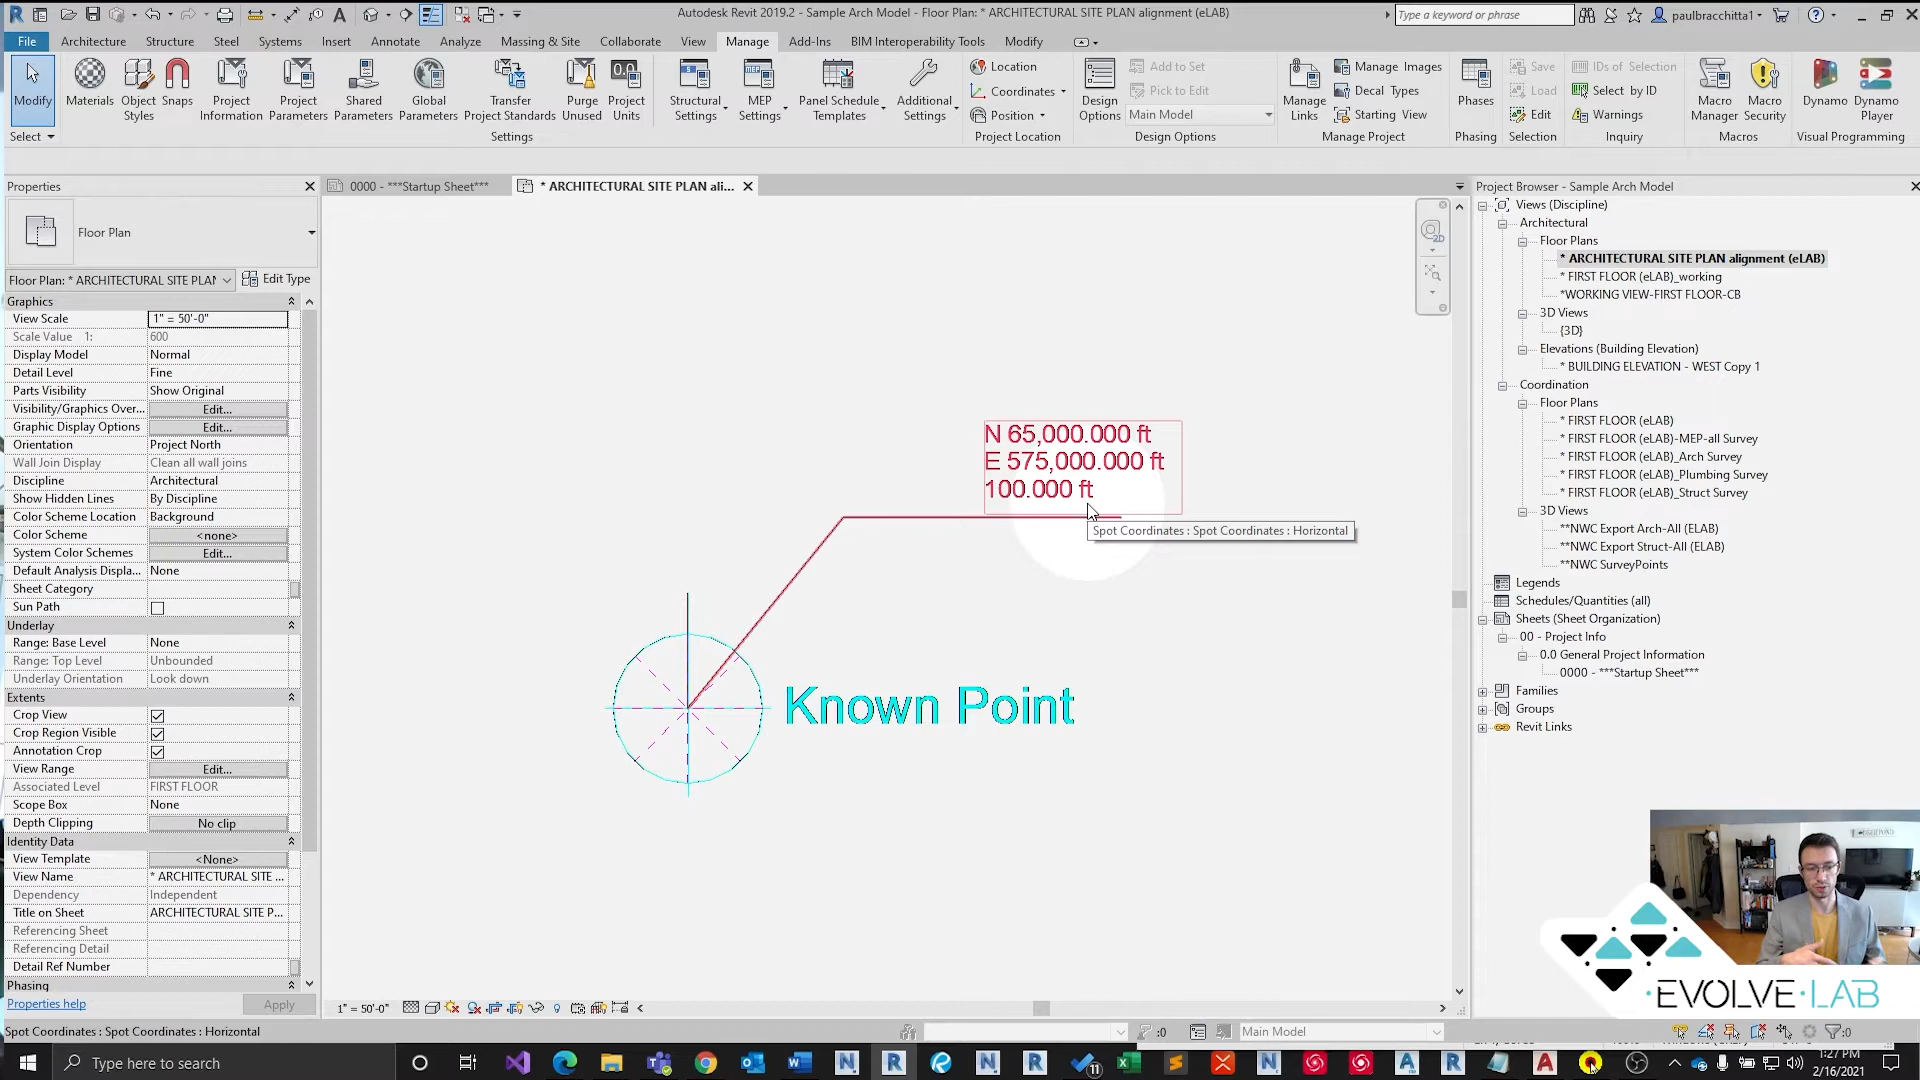 Autodesk Revit 2019.2 - Sample Arch Model - Floor Plan: * ARCHITECTURAL SITE PLAN alignment (eLAB)
Type a keyword or phrase
paulbracchitta1
File Architecture Structure Steel Systems Insert Annotate Analyze Massing & Site Collaborate View Manage Add-Ins BIM Interoperability Tools Modify
Modify
Materials
Object Styles
Snaps
Project Information
Project Parameters
Shared Parameters
Global Parameters
Transfer Project Standards
Purge Unused
Project Units
Structural Settings
MEP Settings
Panel Schedule Templates
Additional Settings
Location
Coordinates
Position
Design Options
Add to Set
Pick to Edit
Main Model
Manage Links
Manage Images
Decal Types
Starting View
Phases
Save
Load
Edit
IDs of Selection
Select by ID
Warnings
Macro Manager
Macro Security
Dynamo
Dynamo Player
Select
Settings
Project Location
Design Options
Manage Project
Phasing
Selection
Inquiry
Macros
Visual Programming
Properties
Floor Plan
Floor Plan: * ARCHITECTURAL SITE PLAN
Edit Type
Graphics
View Scale 1" = 50'-0"
Scale Value 1: 600
Display Model Normal
Detail Level Fine
Parts Visibility Show Original
Visibility/Graphics Over... Edit...
Graphic Display Options Edit...
Orientation Project North
Wall Join Display Clean all wall joins
Discipline Architectural
Show Hidden Lines By Discipline
Color Scheme Location Background
Color Scheme <none>
System Color Schemes Edit...
Default Analysis Displa... None
Sheet Category
Sun Path
Underlay
Range: Base Level None
Range: Top Level Unbounded
Underlay Orientation Look down
Extents
Crop View
Crop Region Visible
Annotation Crop
View Range Edit...
Associated Level FIRST FLOOR
Scope Box None
Depth Clipping No clip
Identity Data
View Template <None>
View Name * ARCHITECTURAL SITE ...
Dependency Independent
Title on Sheet ARCHITECTURAL SITE P...
Referencing Sheet
Referencing Detail
Detail Ref Number
Phasing
Properties help
Apply
0000 - ***Startup Sheet***
* ARCHITECTURAL SITE PLAN ali...
2D
N 65,000.000 ft
E 575,000.000 ft
100.000 ft
Spot Coordinates : Spot Coordinates : Horizontal
Known Point
1" = 50'-0"
Project Browser - Sample Arch Model
Views (Discipline)
Architectural
Floor Plans
* ARCHITECTURAL SITE PLAN alignment (eLAB)
* FIRST FLOOR (eLAB)_working
*WORKING VIEW-FIRST FLOOR-CB
3D Views
{3D}
Elevations (Building Elevation)
* BUILDING ELEVATION - WEST Copy 1
Coordination
Floor Plans
* FIRST FLOOR (eLAB)
* FIRST FLOOR (eLAB)-MEP-all Survey
* FIRST FLOOR (eLAB)_Arch Survey
* FIRST FLOOR (eLAB)_Plumbing Survey
* FIRST FLOOR (eLAB)_Struct Survey
3D Views
**NWC Export Arch-All (ELAB)
**NWC Export Struct-All (ELAB)
**NWC SurveyPoints
Legends
Schedules/Quantities (all)
Sheets (Sheet Organization)
00 - Project Info
0.0 General Project Information
0000 - ***Startup Sheet***
Families
Groups
Revit Links
EVOLVE LAB
Spot Coordinates : Spot Coordinates : Horizontal
:0
Main Model
:0
Type here to search
11
1:27 PM
2/16/2021